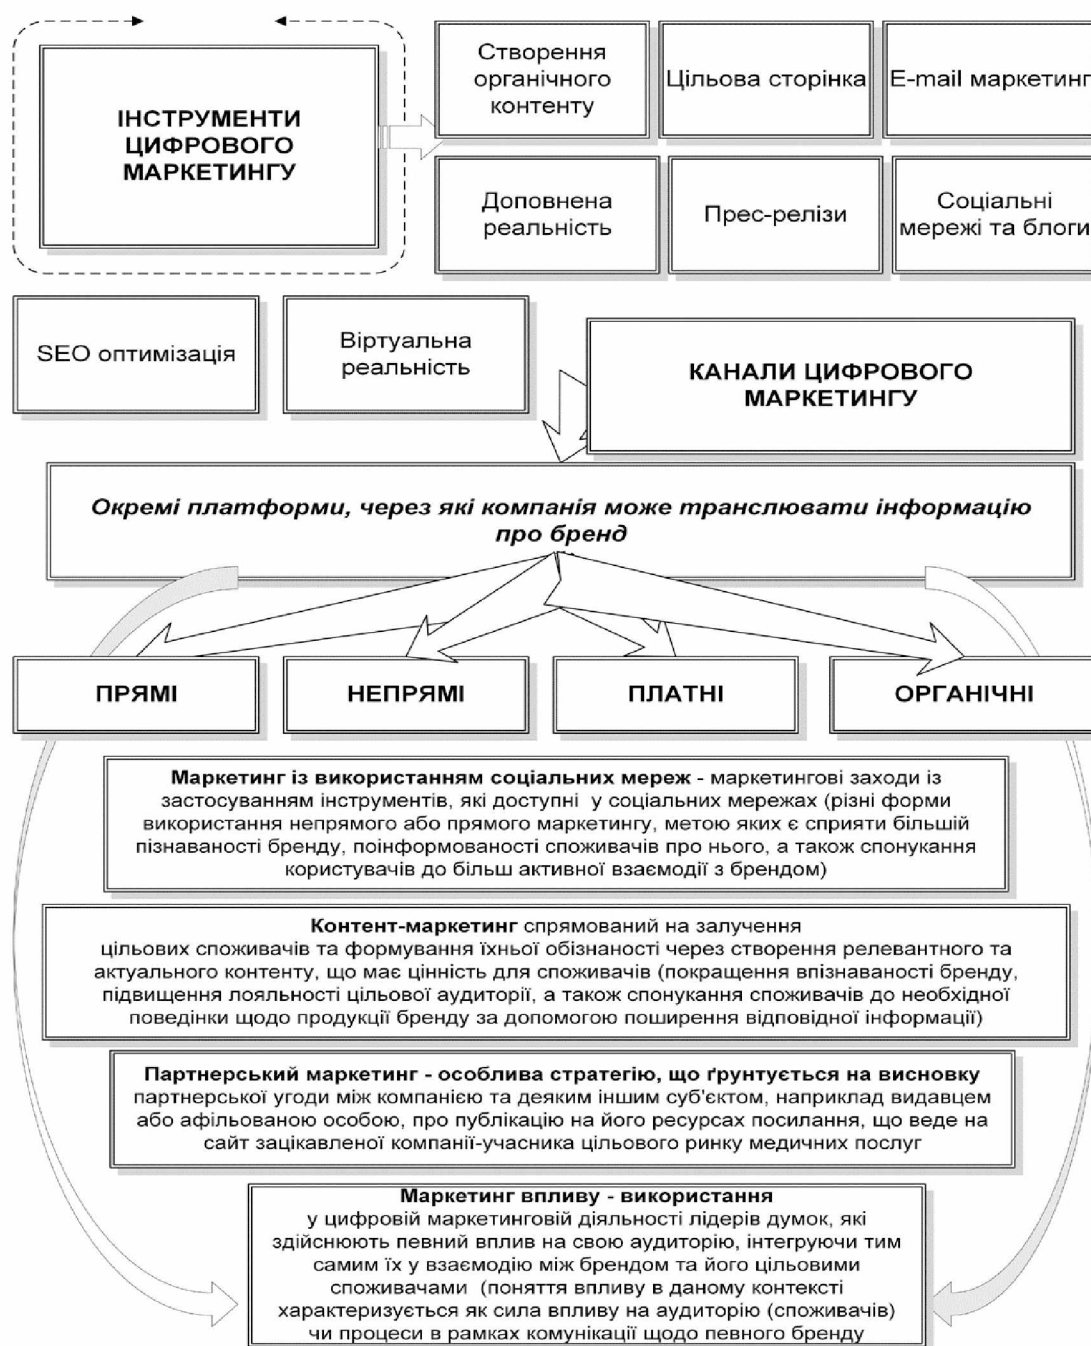 ІНСТРУМЕНТИ
ЦИФРОВОГО
МАРКЕТИНГУ
Створення
органічного
контенту
Цільова сторінка
E-mail маркетинг
Доповнена
реальність
Прес-релізи
Соціальні
мережі та блоги
SEO оптимізація
Віртуальна
реальність
КАНАЛИ ЦИФРОВОГО
МАРКЕТИНГУ
Окремі платформи, через які компанія може транслювати інформацію
про бренд
ПРЯМІ
НЕПРЯМІ
ПЛАТНІ
ОРГАНІЧНІ
Маркетинг із використанням соціальних мереж - маркетингові заходи із
застосуванням інструментів, які доступні у соціальних мережах (різні форми
використання непрямого або прямого маркетингу, метою яких є сприяти більшій
пізнаваності бренду, поінформованості споживачів про нього, а також спонукання
користувачів до більш активної взаємодії з брендом)
Контент-маркетинг спрямований на залучення
цільових споживачів та формування їхньої обізнаності через створення релевантного та
актуального контенту, що має цінність для споживачів (покращення впізнаваності бренду,
підвищення лояльності цільової аудиторії, а також спонукання споживачів до необхідної
поведінки щодо продукції бренду за допомогою поширення відповідної інформації)
Партнерський маркетинг - особлива стратегію, що ґрунтується на висновку
партнерської угоди між компанією та деяким іншим суб'єктом, наприклад видавцем
або афільованою особою, про публікацію на його ресурсах посилання, що веде на
сайт зацікавленої компанії-учасника цільового ринку медичних послуг
Маркетинг впливу - використання
у цифровій маркетинговій діяльності лідерів думок, які
здійснюють певний вплив на свою аудиторію, інтегруючи тим
самим їх у взаємодію між брендом та його цільовими
споживачами (поняття впливу в даному контексті
характеризується як сила впливу на аудиторію (споживачів)
чи процеси в рамках комунікації щодо певного бренду